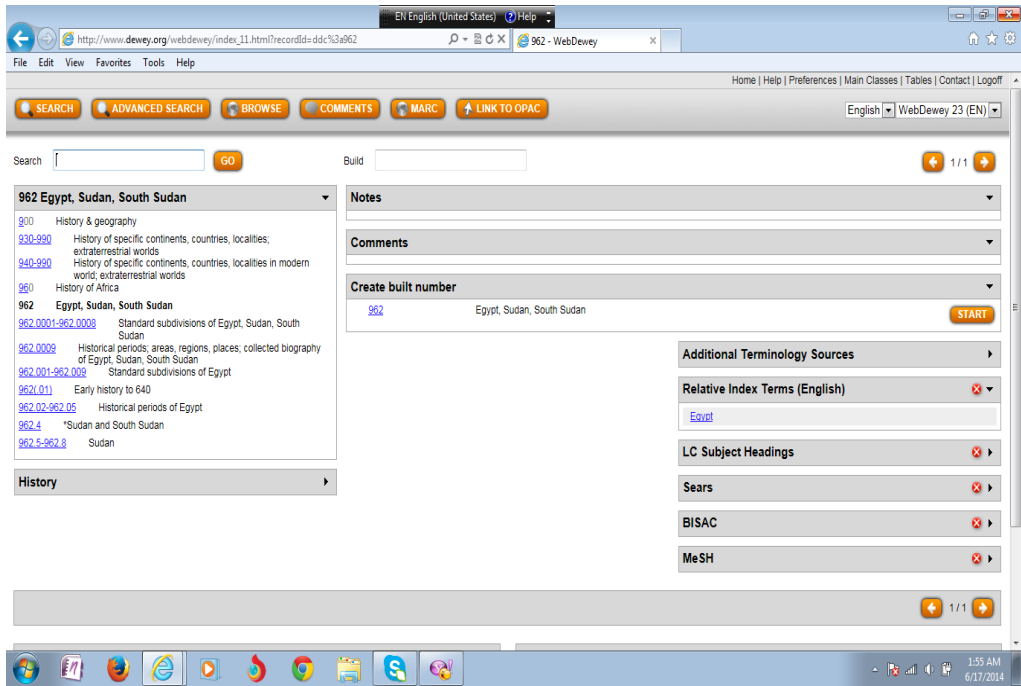 EN English (United States) ? Help
http://www.dewey.org/webdewey/index_11.html?recordId=ddc%3a962
962 - WebDewey
File Edit View Favorites Tools Help
Home | Help | Preferences | Main Classes | Tables | Contact | Logoff
SEARCH ADVANCED SEARCH BROWSE COMMENTS MARC LINK TO OPAC
English WebDewey 23 (EN)
Search GO Build 1/1
962 Egypt, Sudan, South Sudan
900 History & geography
930-990 History of specific continents, countries, localities;
extraterrestrial worlds
940-990 History of specific continents, countries, localities in modern
world; extraterrestrial worlds
960 History of Africa
962 Egypt, Sudan, South Sudan
962.0001-962.0008 Standard subdivisions of Egypt, Sudan, South
Sudan
962.0009 Historical periods; areas, regions, places; collected biography
of Egypt, Sudan, South Sudan
962.001-962.009 Standard subdivisions of Egypt
962(.01) Early history to 640
962.02-962.05 Historical periods of Egypt
962.4 *Sudan and South Sudan
962.5-962.8 Sudan
History
Notes
Comments
Create built number
962 Egypt, Sudan, South Sudan START
Additional Terminology Sources
Relative Index Terms (English)
Egypt
LC Subject Headings
Sears
BISAC
MeSH
1/1
1:55 AM
6/17/2014